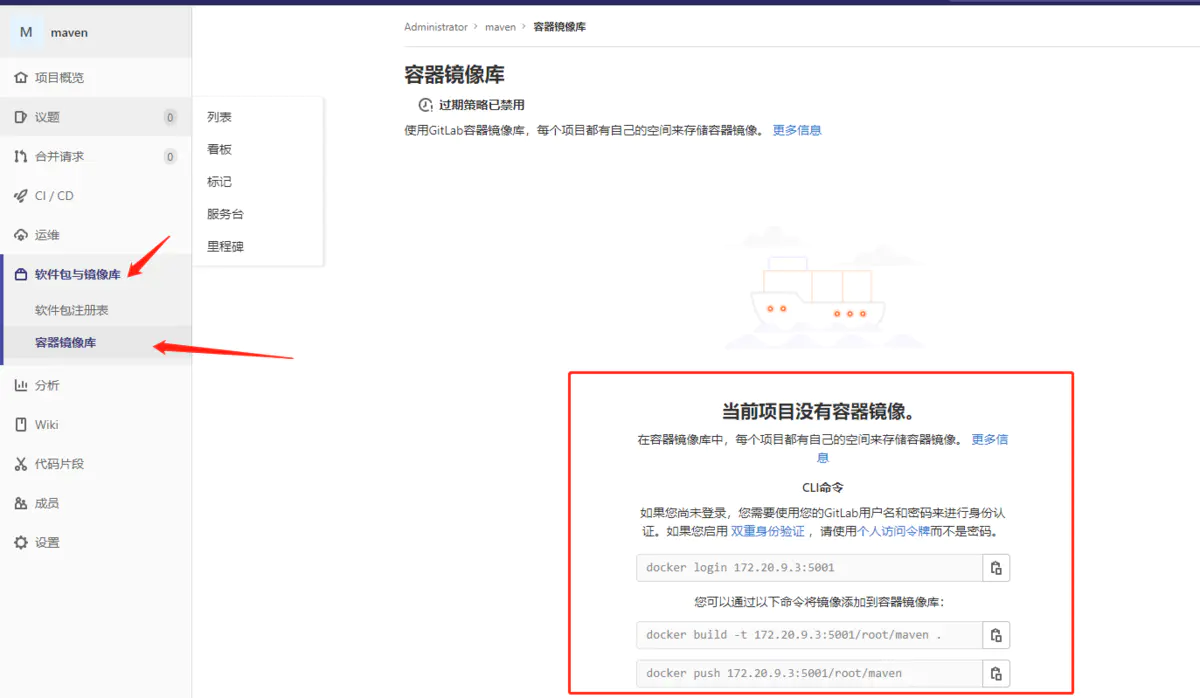 M maven
Administrator > maven > 容器镜像库
项目概览
议题 0
合并请求 0
CI / CD
运维
软件包与镜像库
软件包注册表
容器镜像库
分析
Wiki
代码片段
成员
设置
列表
看板
标记
服务台
里程碑
容器镜像库
过期策略已禁用
使用GitLab容器镜像库，每个项目都有自己的空间来存储容器镜像。 更多信息
当前项目没有容器镜像。
在容器镜像库中，每个项目都有自己的空间来存储容器镜像。 更多信
息
CLI命令
如果您尚未登录，您需要使用您的GitLab用户名和密码来进行身份认
证。如果您启用 双重身份验证 ，请使用个人访问令牌而不是密码。
docker login 172.20.9.3:5001
您可以通过以下命令将镜像添加到容器镜像库：
docker build -t 172.20.9.3:5001/root/maven .
docker push 172.20.9.3:5001/root/maven